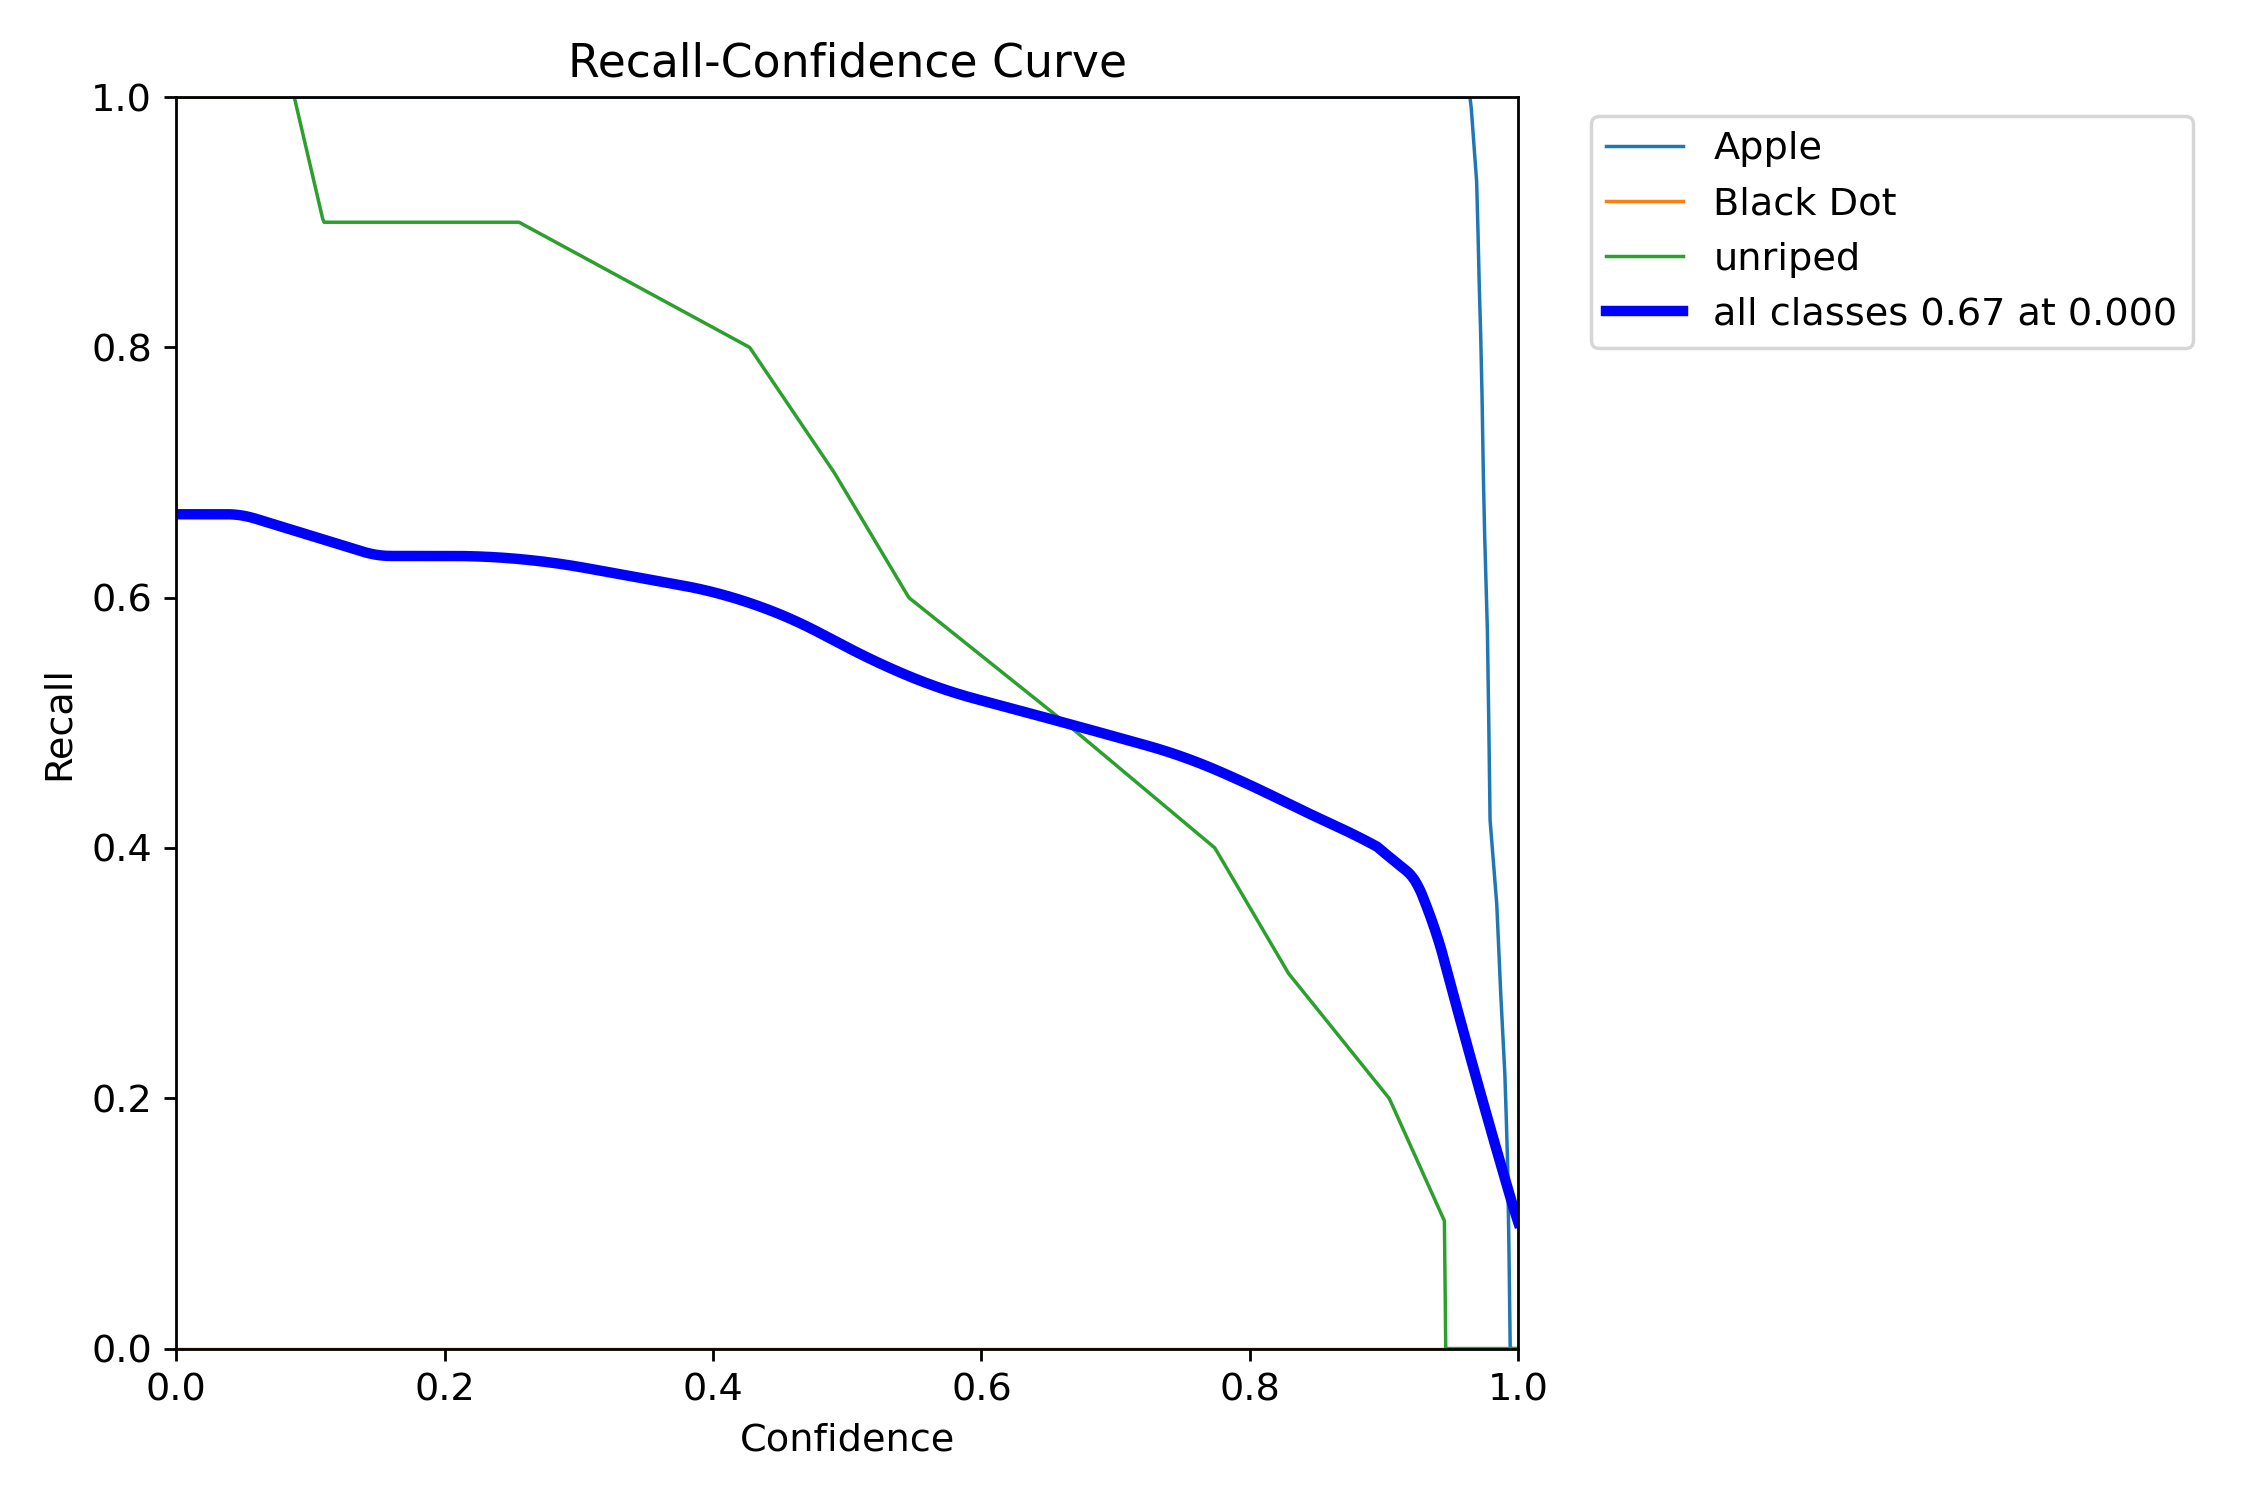 Recall-Confidence Curve
1.0
0.8
0.6
0.4
0.2
0.0
Recall
0.0 0.2 0.4 0.6 0.8 1.0
Confidence
Apple
Black Dot
unriped
all classes 0.67 at 0.000